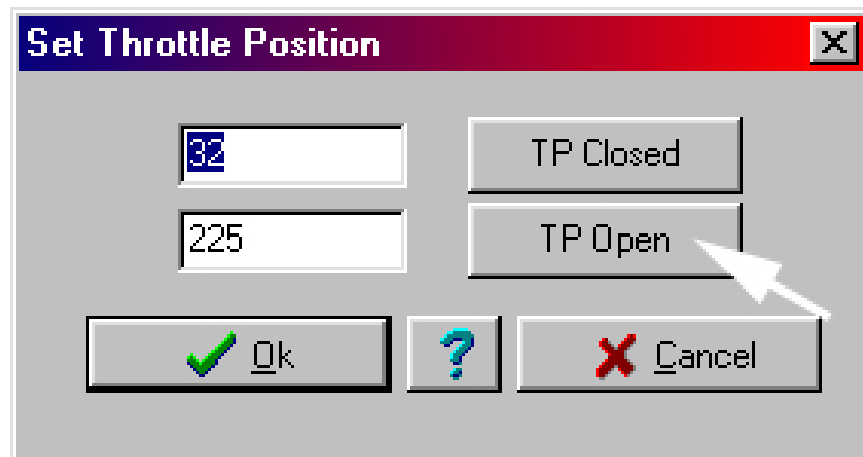 Set Throttle Position
32
TP Closed
225
TP Open
Ok
?
Cancel